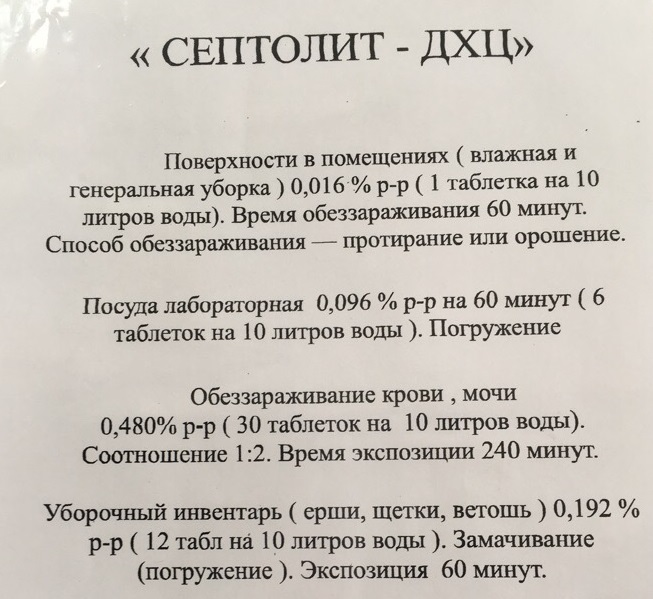 « СЕПТОЛИТ - ДХЦ»
Поверхности в помещениях ( влажная и
генеральная уборка ) 0,016 % р-р ( 1 таблетка на 10
литров воды). Время обеззараживания 60 минут.
Способ обеззараживания — протирание или орошение.
Посуда лабораторная 0,096 % р-р на 60 минут ( 6
таблеток на 10 литров воды ). Погружение
Обеззараживание крови , мочи
0,480% р-р ( 30 таблеток на 10 литров воды).
Соотношение 1:2. Время экспозиции 240 минут.
Уборочный инвентарь ( ерши, щетки, ветошь ) 0,192 %
р-р ( 12 табл на 10 литров воды ). Замачивание
(погружение ). Экспозиция 60 минут.